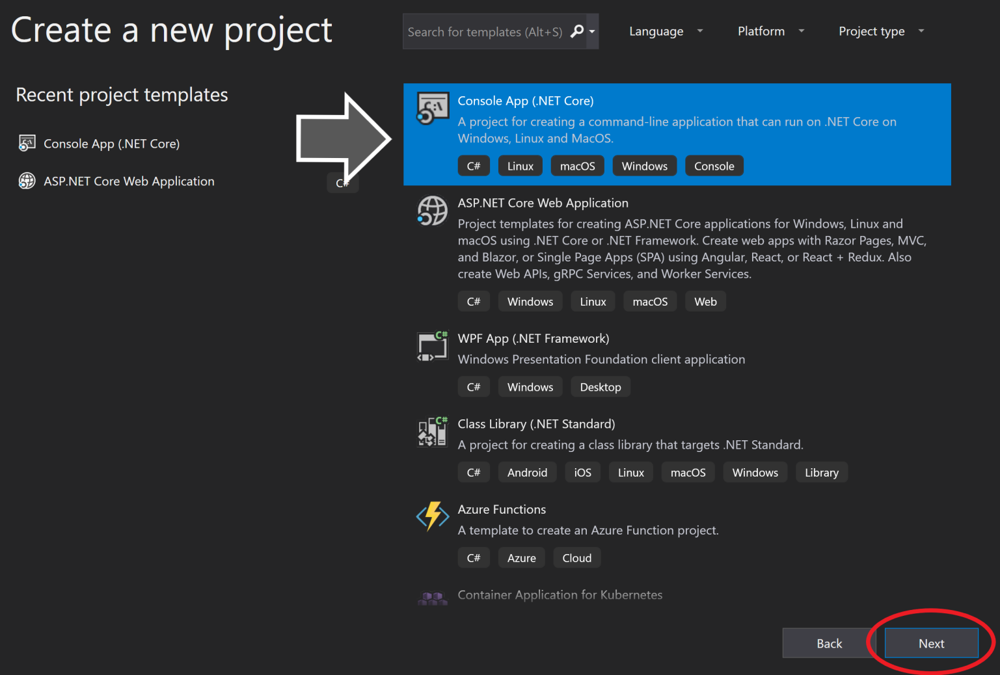 Create a new project
Search for templates (Alt+S)
Language
Platform
Project type
Recent project templates
Console App (.NET Core)
ASP.NET Core Web Application
C#
Console App (.NET Core)
A project for creating a command-line application that can run on .NET Core on
Windows, Linux and MacOS.
C# Linux macOS Windows Console
ASP.NET Core Web Application
Project templates for creating ASP.NET Core applications for Windows, Linux and
macOS using .NET Core or .NET Framework. Create web apps with Razor Pages, MVC,
and Blazor, or Single Page Apps (SPA) using Angular, React, or React + Redux. Also
create Web APIs, gRPC Services, and Worker Services.
C# Windows Linux macOS Web
C#
WPF App (.NET Framework)
Windows Presentation Foundation client application
C# Windows Desktop
C#
Class Library (.NET Standard)
A project for creating a class library that targets .NET Standard.
C# Android iOS Linux macOS Windows Library
Azure Functions
A template to create an Azure Function project.
C# Azure Cloud
Container Application for Kubernetes
Back
Next